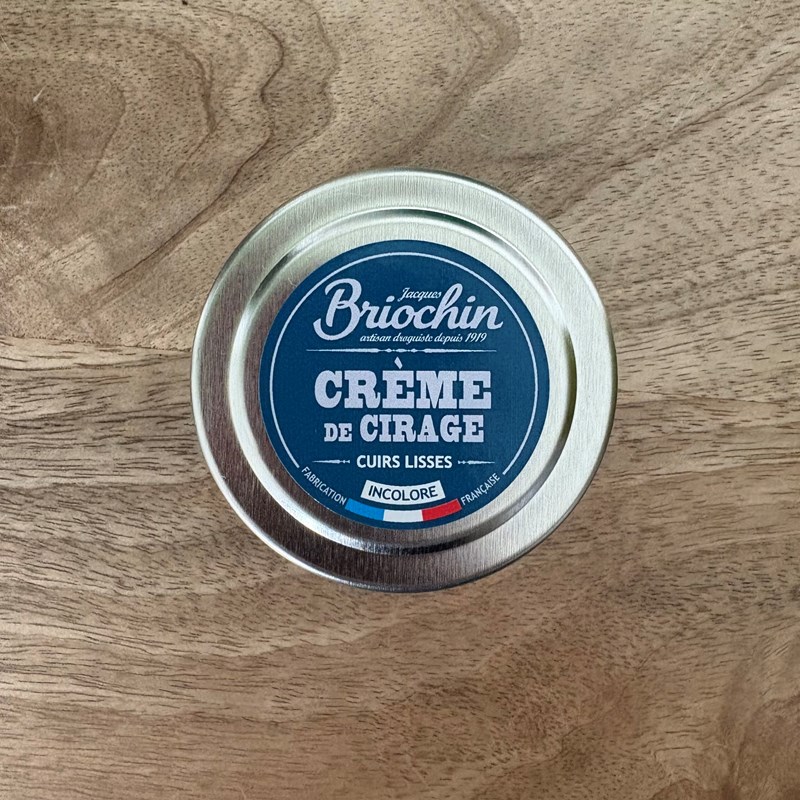 Jacques
Briochin
artisan droguiste depuis 1919
CRÈME
DE CIRAGE
CUIRS LISSES
INCOLORE
FABRICATION FRANÇAISE